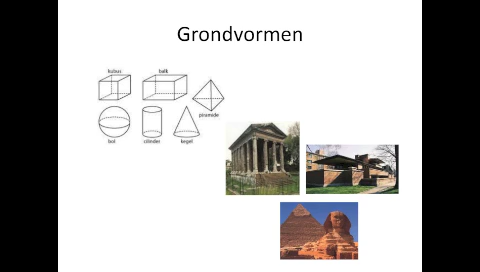 Grondvormen
kubus
balk
piramide
bol
cilinder
kegel